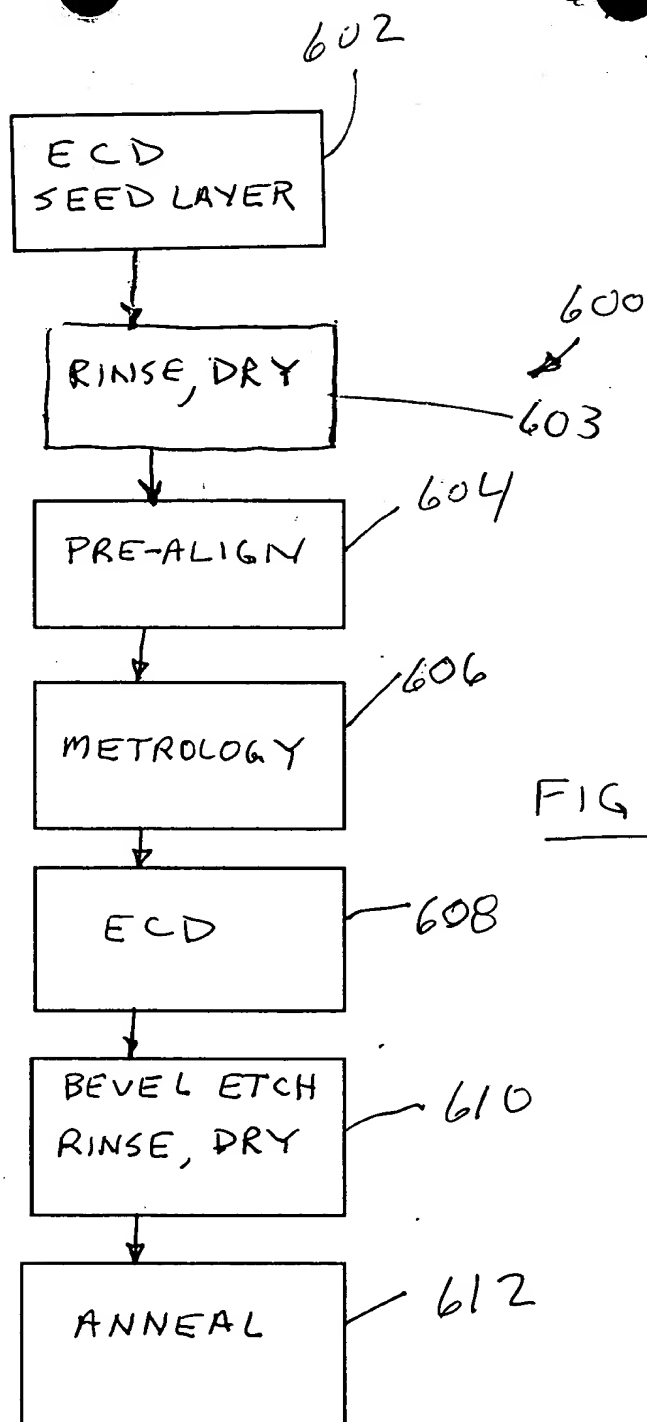 602
ECD
SEED LAYER
600
RINSE, DRY
603
604
PRE-ALIGN
606
METROLOGY
FIG
ECD
608
BEVEL ETCH
610
RINSE, DRY
612
ANNEAL